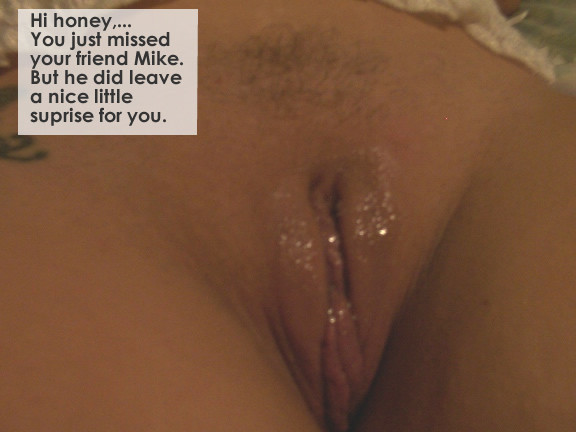 Hi honey,...
You just missed
your friend Mike.
But he did leave
a nice little
suprise for you.